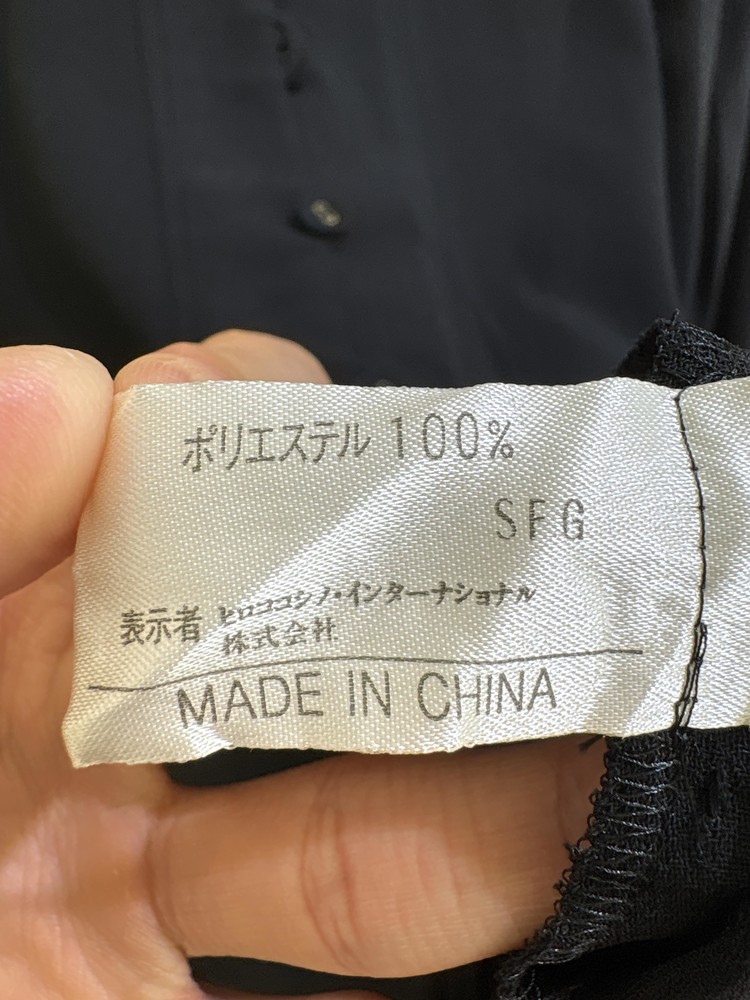 ポリエステル 100%
SFG
表示者 ヒロココシノ・インターナショナル
株式会社
MADE IN CHINA